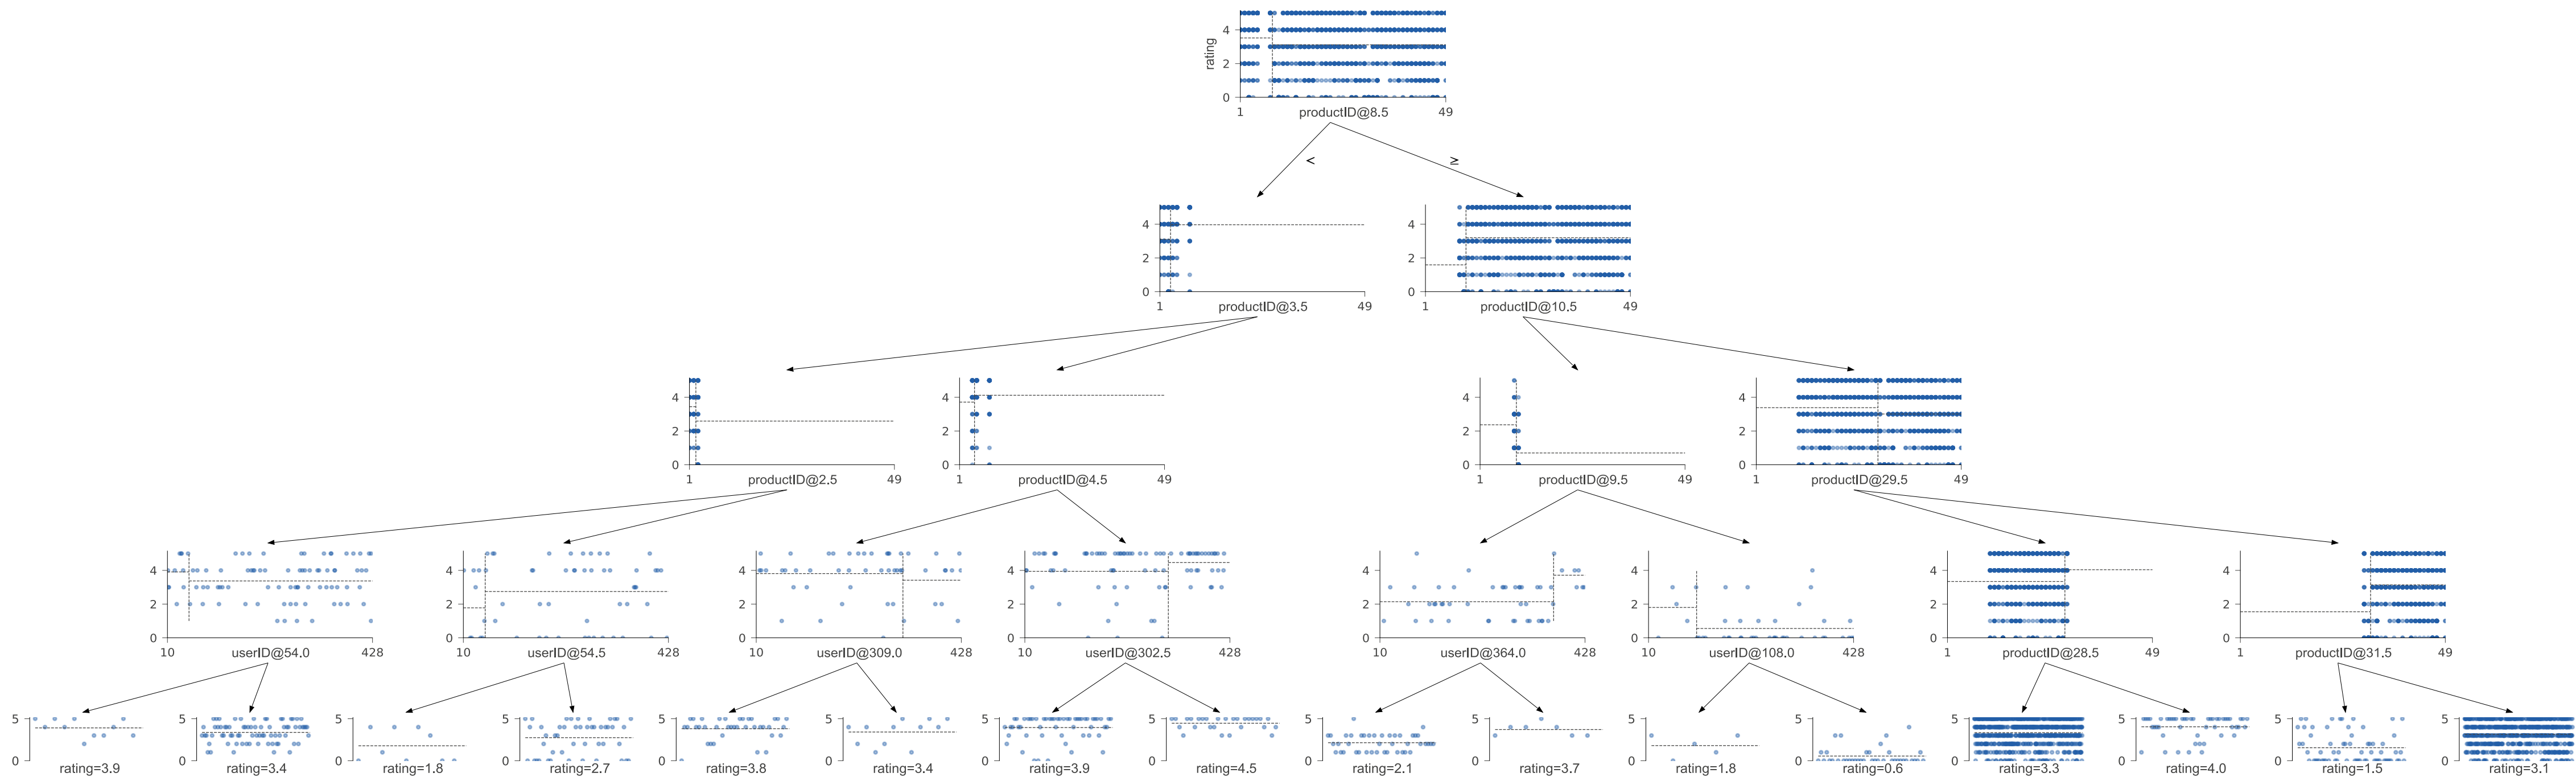 rating
4
2
0
1 productID@8.5 49
< ≥
4 4
2 2
0 0
1 productID@3.5 49 1 productID@10.5 49
4 4 4 4
2 2 2 2
0 0 0 0
1 productID@2.5 49 1 productID@4.5 49 1 productID@9.5 49 1 productID@29.5 49
4 4 4 4 4 4 4 4
2 2 2 2 2 2 2 2
0 0 0 0 0 0 0 0
10 userID@54.0 428 10 userID@54.5 428 10 userID@309.0 428 10 userID@302.5 428 10 userID@364.0 428 10 userID@108.0 428 1 productID@28.5 49 1 productID@31.5 49
5 5 5 5 5 5 5 5 5 5 5 5 5 5 5 5
0 0 0 0 0 0 0 0 0 0 0 0 0 0 0 0
rating=3.9 rating=3.4 rating=1.8 rating=2.7 rating=3.8 rating=3.4 rating=3.9 rating=4.5 rating=2.1 rating=3.7 rating=1.8 rating=0.6 rating=3.3 rating=4.0 rating=1.5 rating=3.1